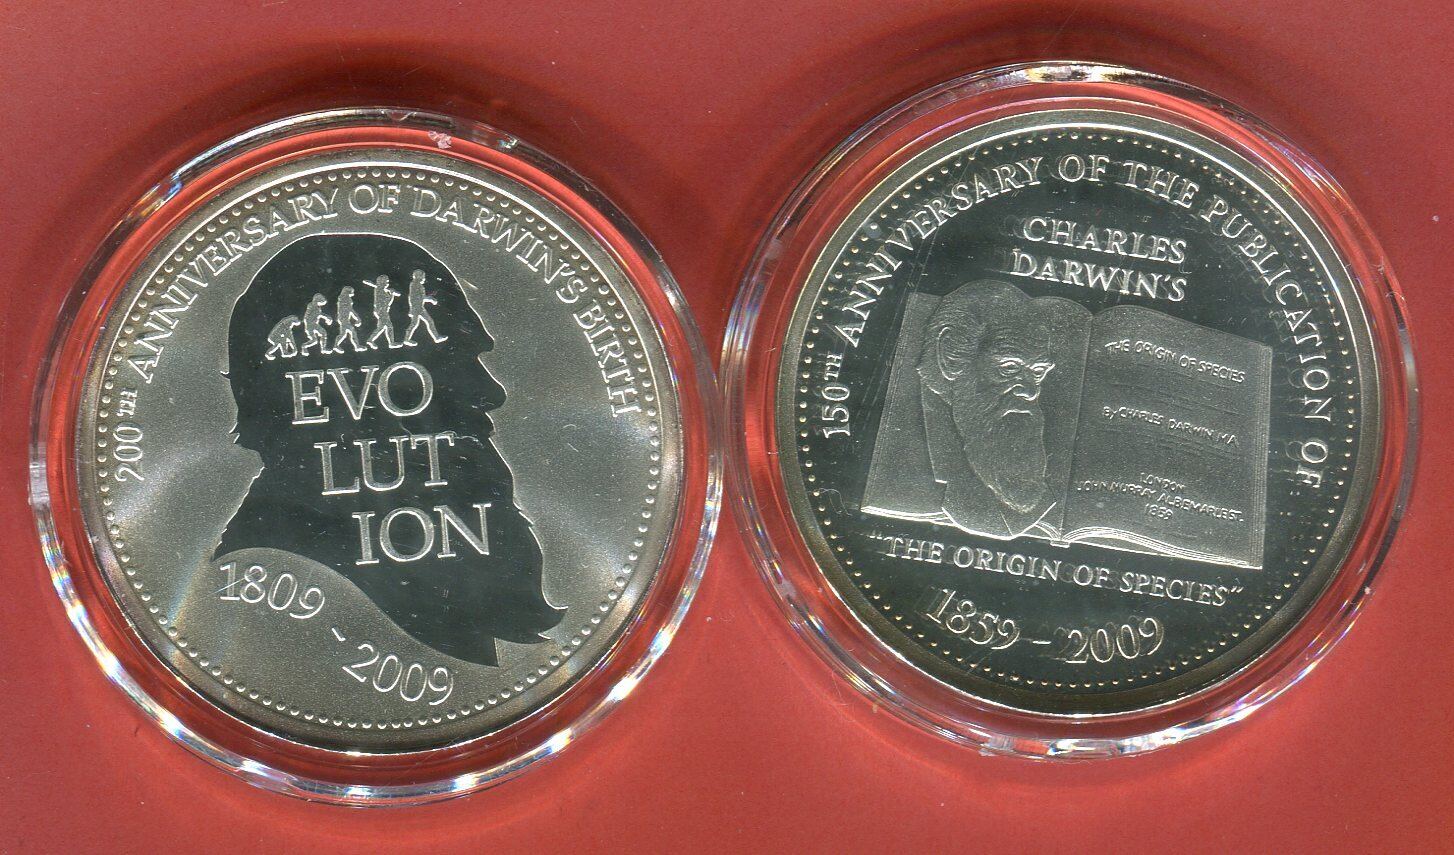 200TH ANNIVERSARY OF DARWIN'S BIRTH
EVO
LUT
ION
1809 - 2009
150TH ANNIVERSARY OF THE PUBLICATION OF
CHARLES
DARWIN'S
THE ORIGIN OF SPECIES
By CHARLES DARWIN M.A.
LONDON
JOHN MURRAY ALBEMARLE ST.
1859
"THE ORIGIN OF SPECIES"
1859 - 2009